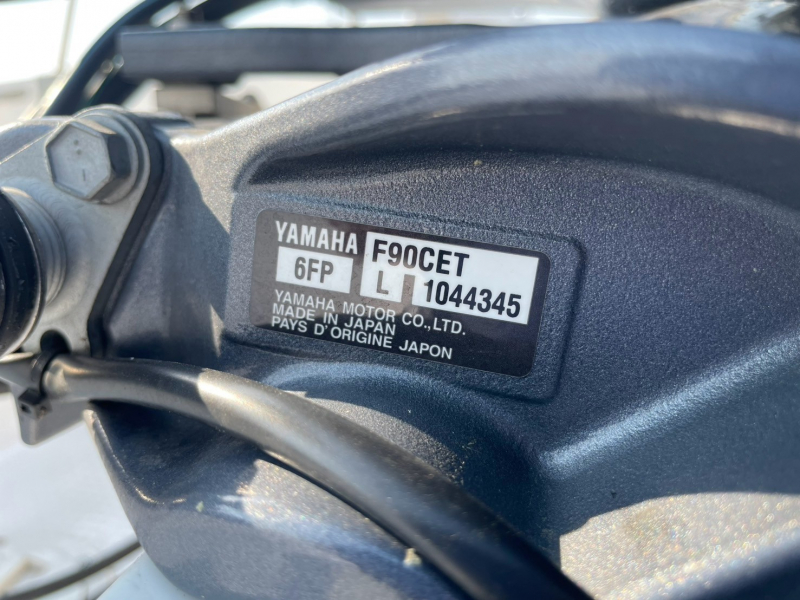 YAMAHA F90CET
6FP L 1044345
YAMAHA MOTOR CO.,LTD.
MADE IN JAPAN
PAYS D'ORIGINE JAPON